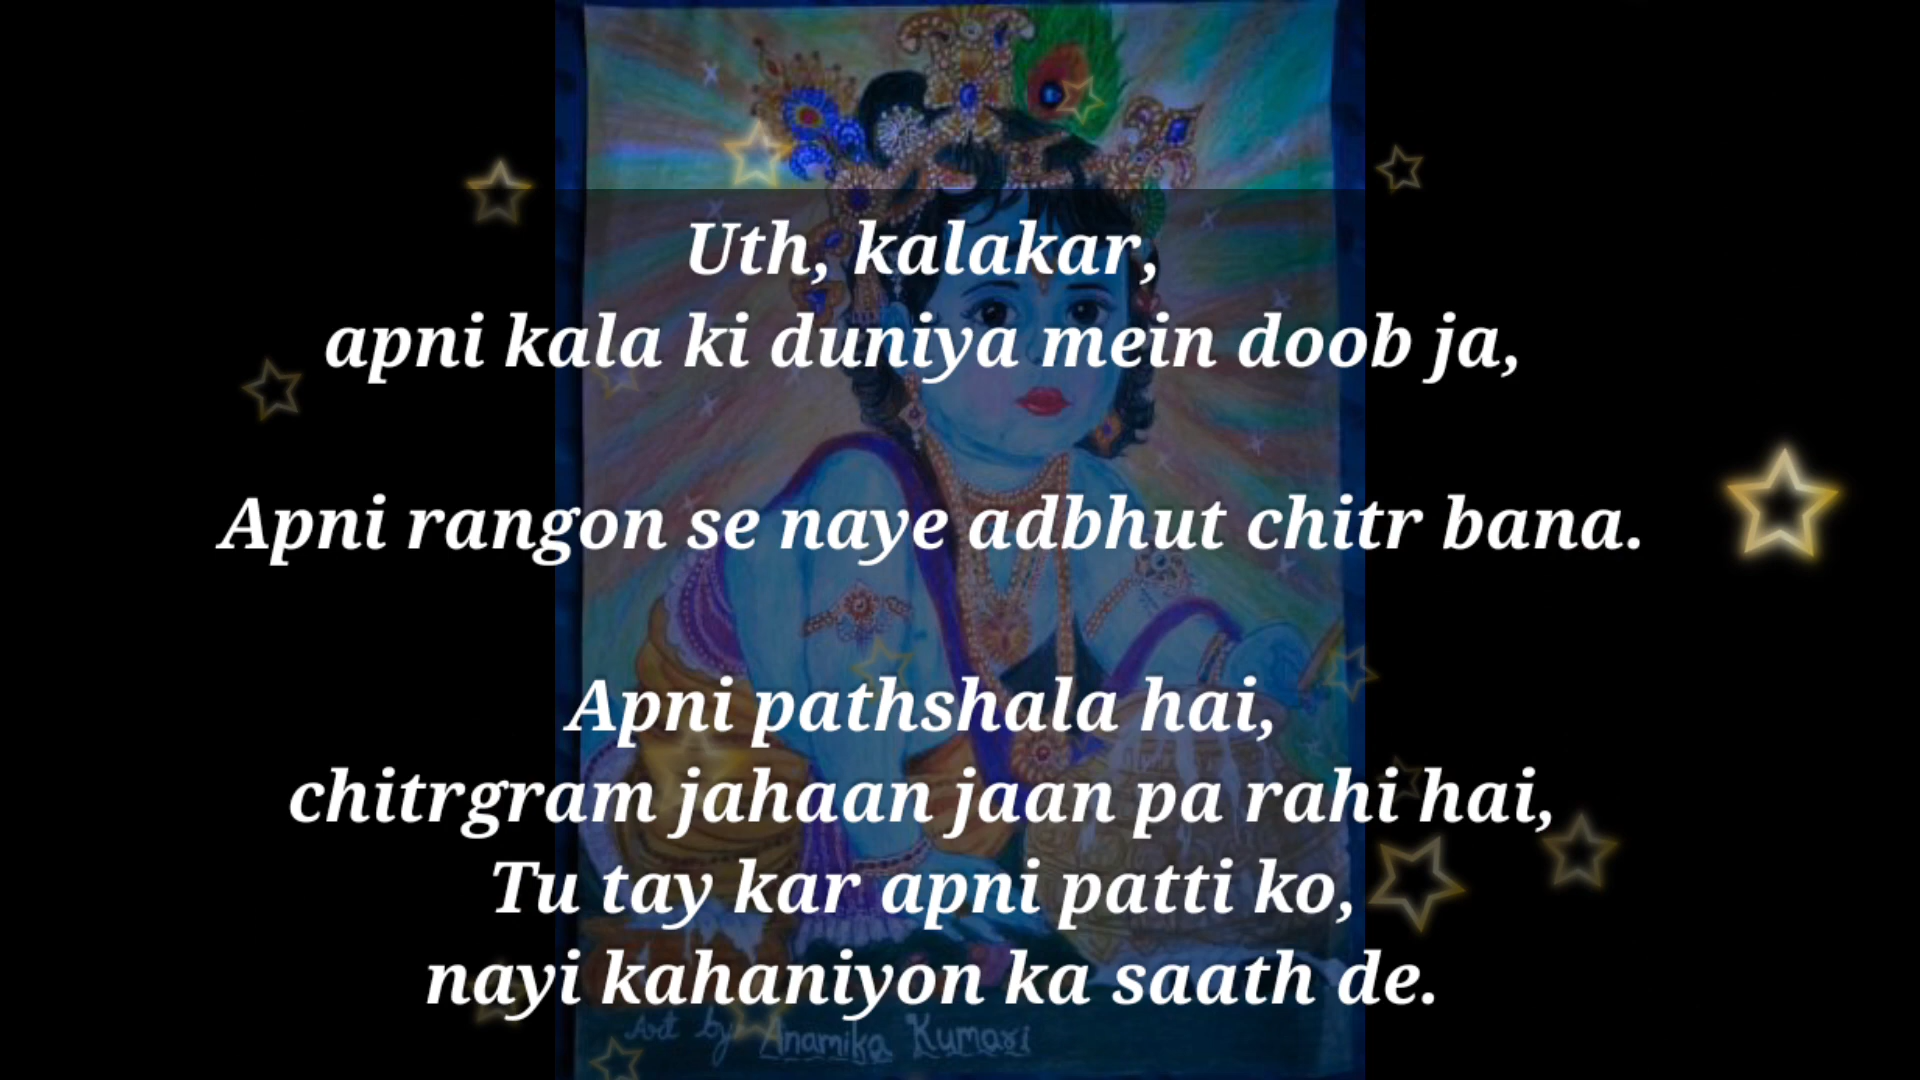 Uth, kalakar,
apni kala ki duniya mein doob ja,
Apni rangon se naye adbhut chitr bana.
Apni pathshala hai,
chitrgram jahaan jaan pa rahi hai,
Tu tay kar apni patti ko,
nayi kahaniyon ka saath de.
Art by Anamika Kumari